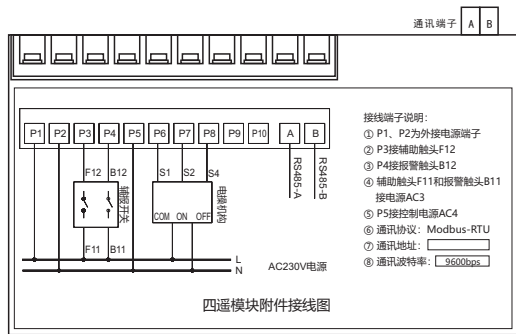 通讯端子 A B
P1 P2 P3 P4 P5 P6 P7 P8 P9 P10 A B
F12 B12 S1 S2 S4 RS485-A RS485-B
辅报开关
电操机构
COM ON OFF
F11 B11
L
N
AC230V电源
四遥模块附件接线图
接线端子说明：
① P1、P2为外接电源端子
② P3接辅助触头F12
③ P4接报警触头B12
④ 辅助触头F11和报警触头B11
接电源AC3
⑤ P5接控制电源AC4
⑥ 通讯协议：Modbus-RTU
⑦ 通讯地址：
⑧ 通讯波特率：9600bps